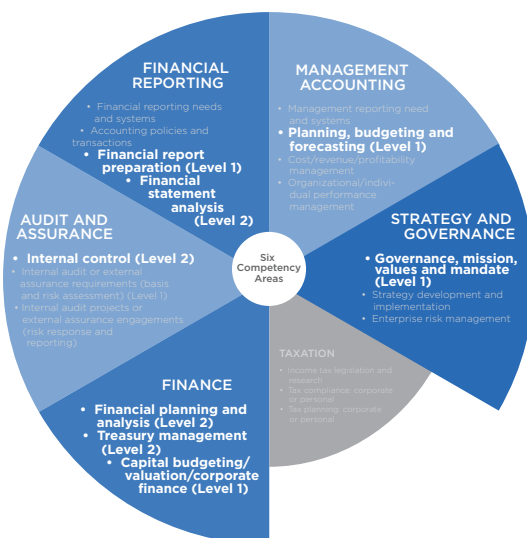 FINANCIAL
REPORTING
• Financial reporting needs
and systems
• Accounting policies and
transactions
• Financial report
preparation (Level 1)
• Financial
statement
analysis
(Level 2)
MANAGEMENT
ACCOUNTING
• Management reporting need
and systems
• Planning, budgeting and
forecasting (Level 1)
• Cost/revenue/profitability
management
• Organizational/indivi-
dual performance
management
STRATEGY AND
GOVERNANCE
• Governance, mission,
values and mandate
(Level 1)
• Strategy development and
implementation
• Enterprise risk management
TAXATION
• Income tax legislation and
research
• Tax compliance: corporate
or personal
• Tax planning: corporate
or personal
FINANCE
• Financial planning and
analysis (Level 2)
• Treasury management
(Level 2)
• Capital budgeting/
valuation/corporate
finance (Level 1)
AUDIT AND
ASSURANCE
• Internal control (Level 2)
• Internal audit or external
assurance requirements (basis
and risk assessment) (Level 1)
• Internal audit projects or
external assurance engagements
(risk response and
reporting)
Six
Competency
Areas